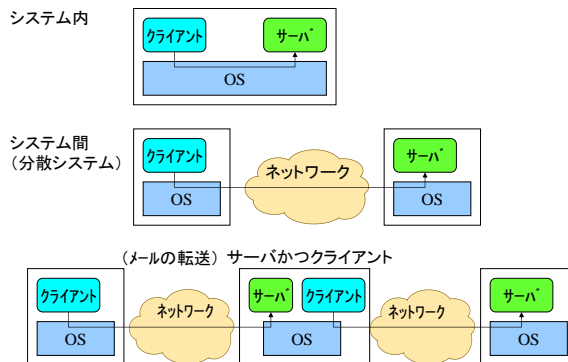 システム内
クライアント
サーバ
OS
システム間
(分散システム)
クライアント
ネットワーク
サーバ
OS
OS
(メールの転送) サーバかつクライアント
クライアント
ネットワーク
サーバ
クライアント
ネットワーク
サーバ
OS
OS
OS